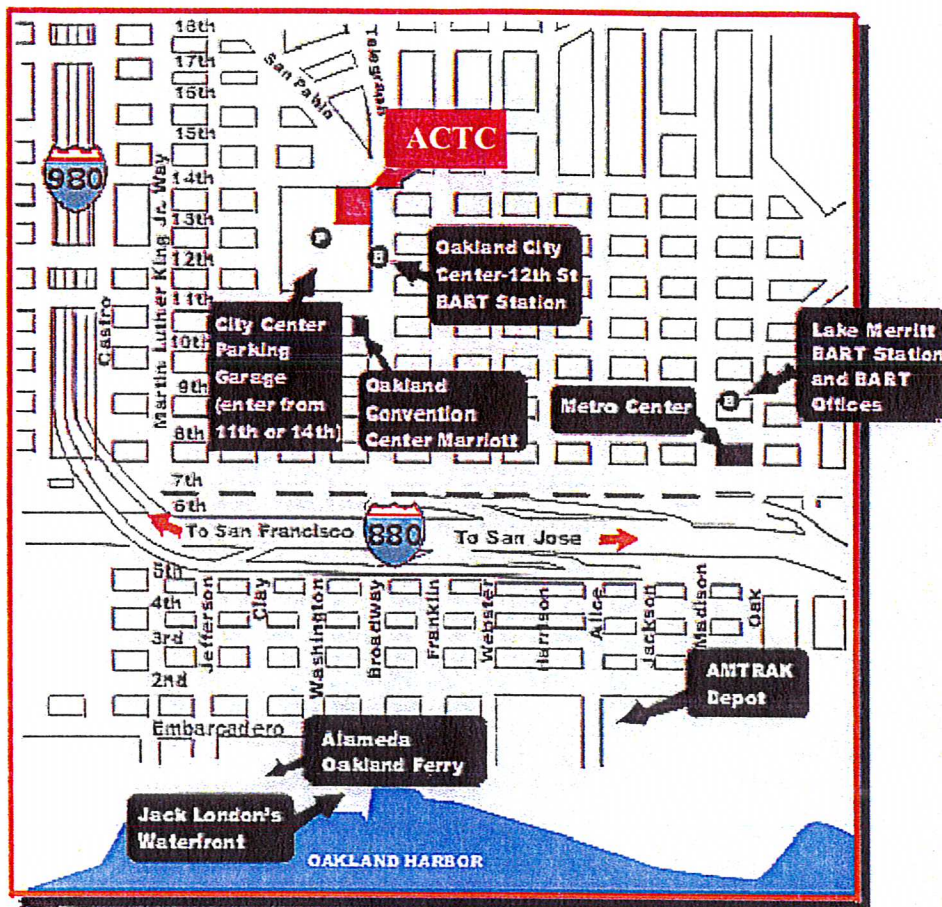 18th
17th
16th
15th
14th
13th
12th
11th
10th
9th
8th
7th
6th
5th
4th
3rd
2nd
Embarcadero
San Pablo
Telegraph
ACTC
980
Martin Luther King Jr. Way
Castro
P
B
Oakland City
Center-12th St
BART Station
City Center
Parking
Garage
(enter from
11th or 14th)
Oakland
Convention
Center Marriott
Metro Center
B
Lake Merritt
BART Station
and BART
Offices
To San Francisco
880
To San Jose
Jefferson
Clay
Washington
Broadway
Franklin
Webster
Harrison
Alice
Jackson
Madison
Oak
AMTRAK
Depot
Alameda
Oakland Ferry
Jack London's
Waterfront
OAKLAND HARBOR